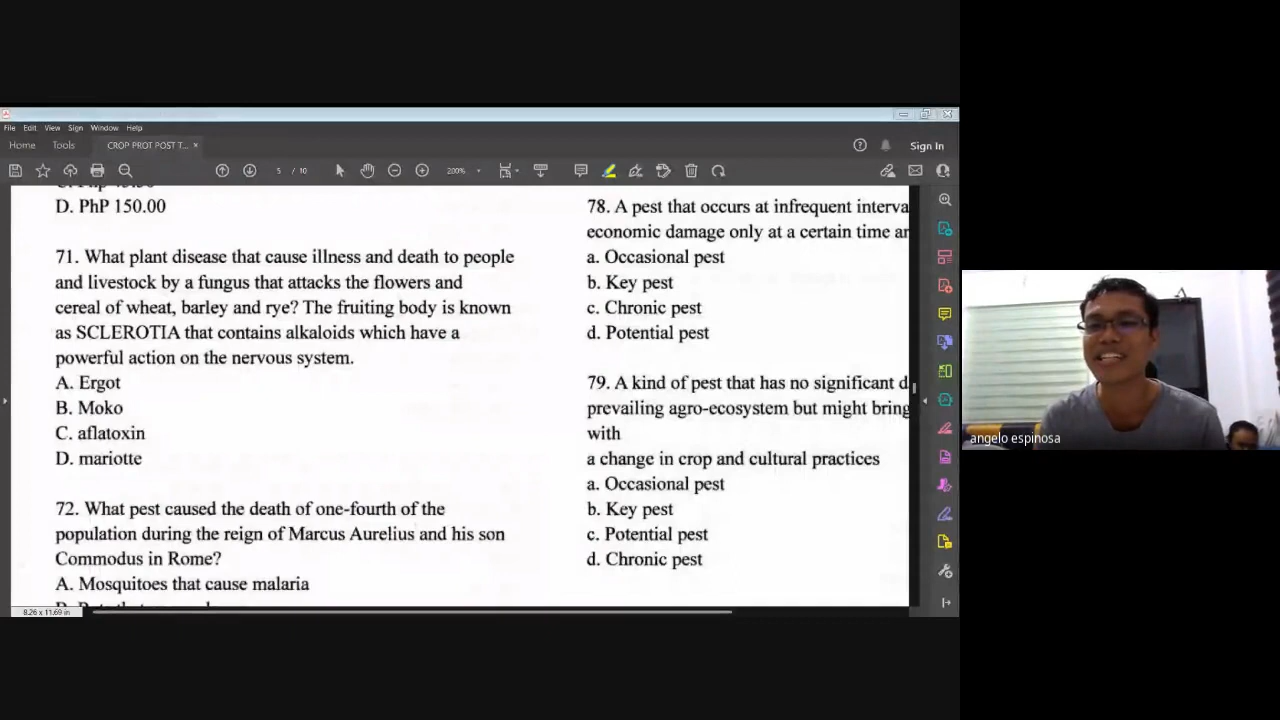 File Edit View Sign Window Help
Home Tools CROP PROT POST T... × Sign In
5 / 10 200%
D. PhP 150.00
71. What plant disease that cause illness and death to people
and livestock by a fungus that attacks the flowers and
cereal of wheat, barley and rye? The fruiting body is known
as SCLEROTIA that contains alkaloids which have a
powerful action on the nervous system.
A. Ergot
B. Moko
C. aflatoxin
D. mariotte
72. What pest caused the death of one-fourth of the
population during the reign of Marcus Aurelius and his son
Commodus in Rome?
A. Mosquitoes that cause malaria
78. A pest that occurs at infrequent interva
economic damage only at a certain time ar
a. Occasional pest
b. Key pest
c. Chronic pest
d. Potential pest
79. A kind of pest that has no significant d
prevailing agro-ecosystem but might bring
with
a change in crop and cultural practices
a. Occasional pest
b. Key pest
c. Potential pest
d. Chronic pest
8.26 x 11.69 in
angelo espinosa